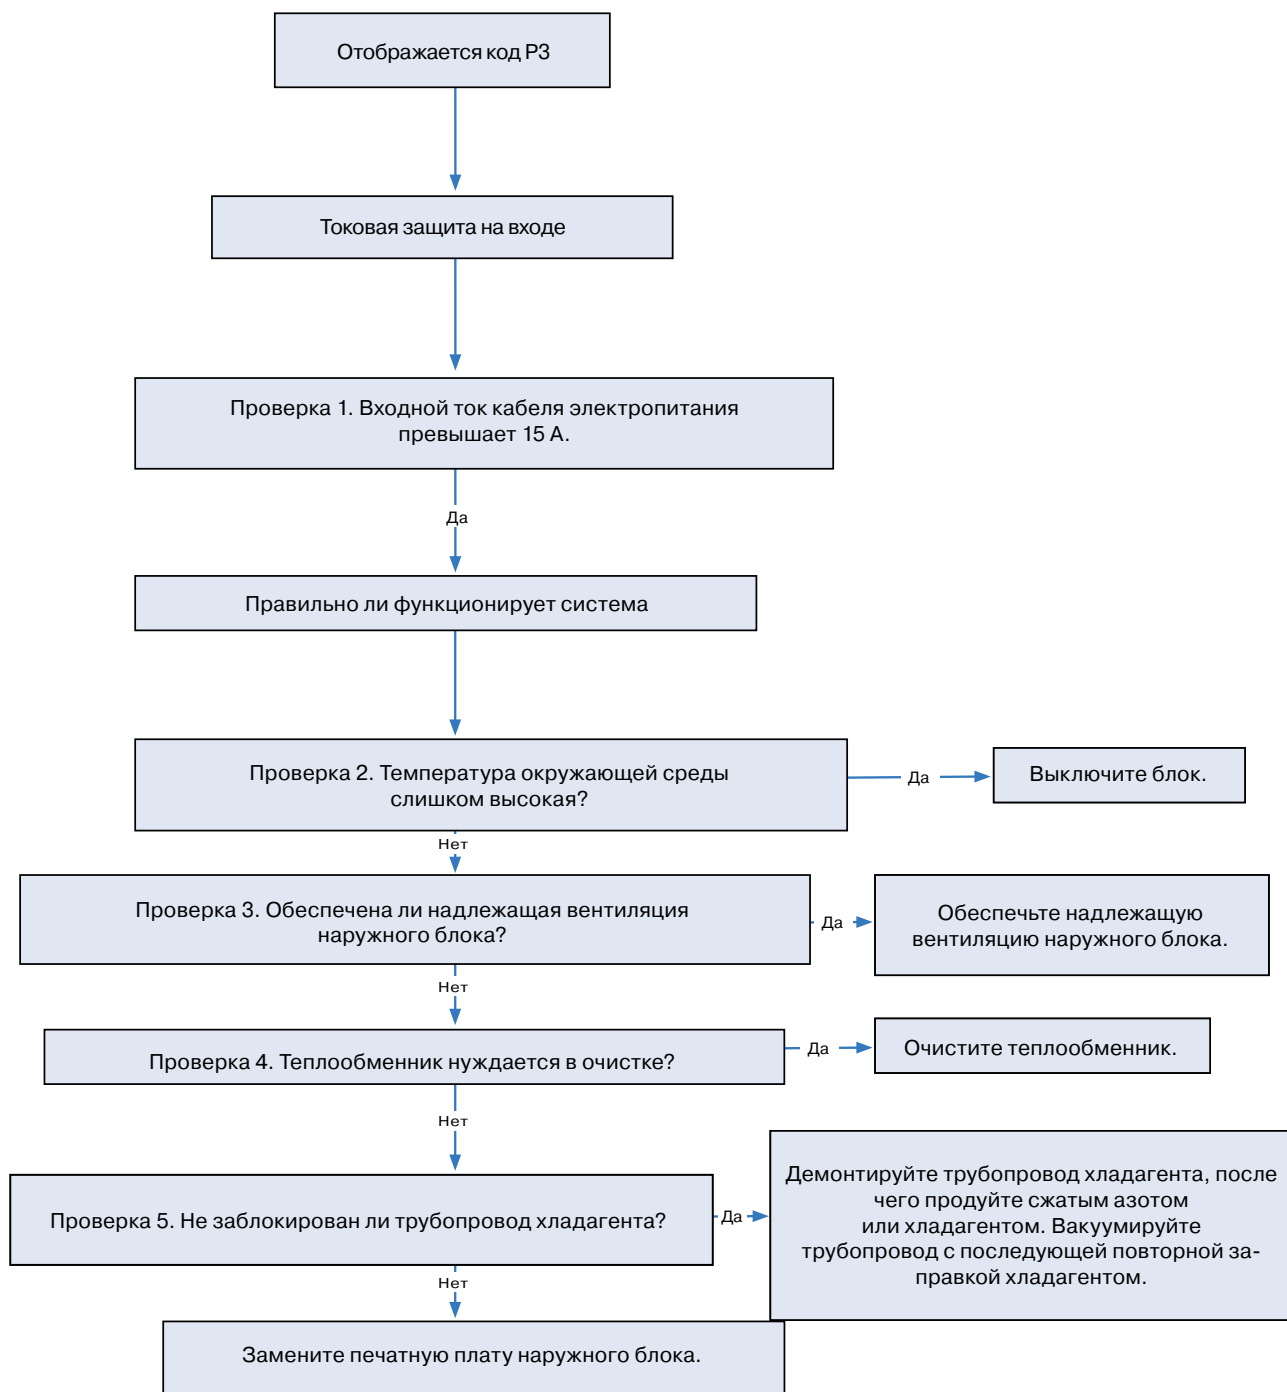 Отображается код P3
Токовая защита на входе
Проверка 1. Входной ток кабеля электропитания
превышает 15 А.
Да
Правильно ли функционирует система
Проверка 2. Температура окружающей среды
слишком высокая?
Да
Выключите блок.
Нет
Проверка 3. Обеспечена ли надлежащая вентиляция
наружного блока?
Да
Обеспечьте надлежащую
вентиляцию наружного блока.
Нет
Проверка 4. Теплообменник нуждается в очистке?
Да
Очистите теплообменник.
Нет
Проверка 5. Не заблокирован ли трубопровод хладагента?
Да
Демонтируйте трубопровод хладагента, после
чего продуйте сжатым азотом
или хладагентом. Вакуумируйте
трубопровод с последующей повторной за-
правкой хладагентом.
Нет
Замените печатную плату наружного блока.